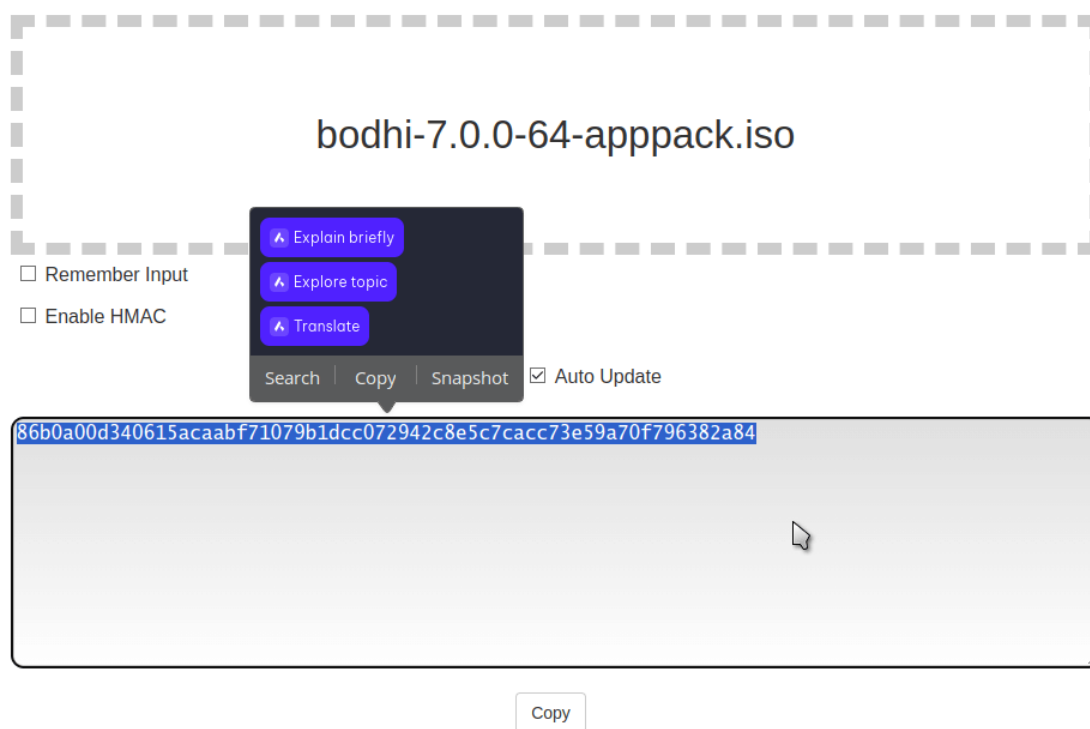 bodhi-7.0.0-64-apppack.iso
Explain briefly
Remember Input
Explore topic
Enable HMAC
Translate
Search Copy Snapshot Auto Update
86b0a00d340615acaabf71079b1dcc072942c8e5c7cacc73e59a70f796382a84
Copy